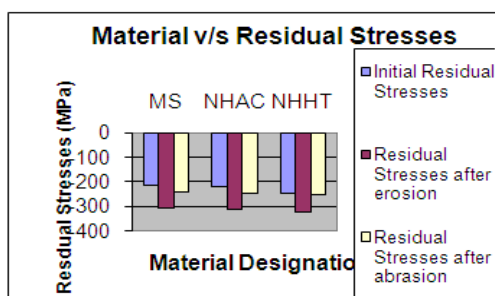 Material v/s Residual Stresses
MS NHAC NHHT
0
-100
-200
-300
-400
Resdual Stresses (MPa)
Material Designatio
Initial Residual
Stresses
Residual
Stresses after
erosion
Residual
Stresses after
abrasion